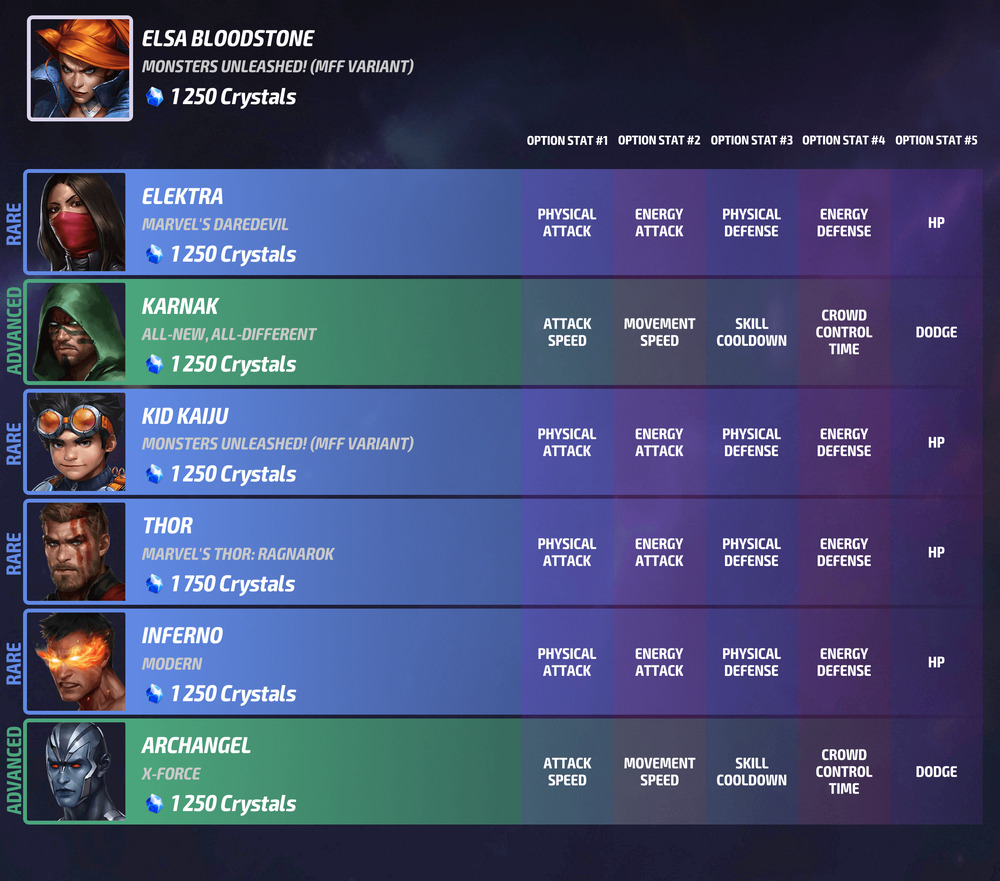 ELSA BLOODSTONE
MONSTERS UNLEASHED! (MFF VARIANT)
1 250 Crystals
OPTION STAT #1 OPTION STAT #2 OPTION STAT #3 OPTION STAT #4 OPTION STAT #5
RARE
ELEKTRA
MARVEL'S DAREDEVIL
1 250 Crystals
PHYSICAL
ATTACK
ENERGY
ATTACK
PHYSICAL
DEFENSE
ENERGY
DEFENSE
HP
ADVANCED
KARNAK
ALL-NEW, ALL-DIFFERENT
1 250 Crystals
ATTACK
SPEED
MOVEMENT
SPEED
SKILL
COOLDOWN
CROWD
CONTROL
TIME
DODGE
RARE
KID KAIJU
MONSTERS UNLEASHED! (MFF VARIANT)
1 250 Crystals
PHYSICAL
ATTACK
ENERGY
ATTACK
PHYSICAL
DEFENSE
ENERGY
DEFENSE
HP
RARE
THOR
MARVEL'S THOR: RAGNAROK
1 750 Crystals
PHYSICAL
ATTACK
ENERGY
ATTACK
PHYSICAL
DEFENSE
ENERGY
DEFENSE
HP
RARE
INFERNO
MODERN
1 250 Crystals
PHYSICAL
ATTACK
ENERGY
ATTACK
PHYSICAL
DEFENSE
ENERGY
DEFENSE
HP
ADVANCED
ARCHANGEL
X-FORCE
1 250 Crystals
ATTACK
SPEED
MOVEMENT
SPEED
SKILL
COOLDOWN
CROWD
CONTROL
TIME
DODGE